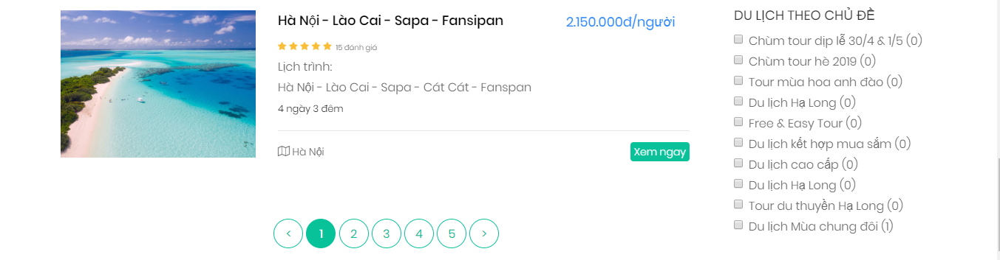 Hà Nội - Lào Cai - Sapa - Fansipan
2.150.000đ/người
15 đánh giá
Lịch trình:
Hà Nội - Lào Cai - Sapa - Cát Cát - Fanspan
4 ngày 3 đêm
Hà Nội
Xem ngay
< 1 2 3 4 5 >
DU LỊCH THEO CHỦ ĐỀ
Chùm tour dịp lễ 30/4 & 1/5 (0)
Chùm tour hè 2019 (0)
Tour mùa hoa anh đào (0)
Du lịch Hạ Long (0)
Free & Easy Tour (0)
Du lịch kết hợp mua sắm (0)
Du lịch cao cấp (0)
Du lịch Hạ Long (0)
Tour du thuyền Hạ Long (0)
Du lịch Mùa chung đôi (1)